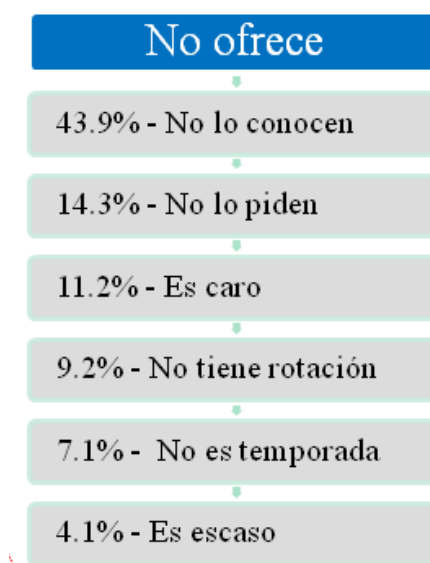 No ofrece
43.9% - No lo conocen
14.3% - No lo piden
11.2% - Es caro
9.2% - No tiene rotación
7.1% - No es temporada
4.1% - Es escaso